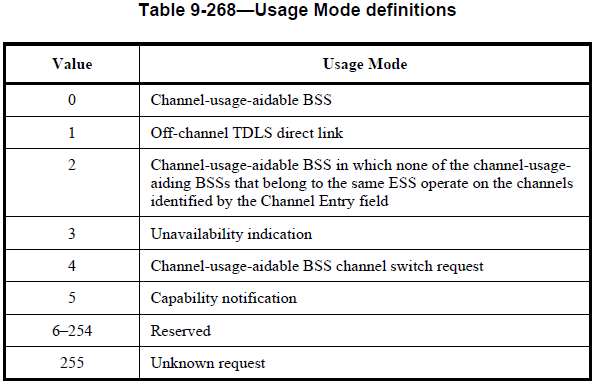 Table 9-268—Usage Mode definitions
Value Usage Mode
0 Channel-usage-aidable BSS
1 Off-channel TDLS direct link
2 Channel-usage-aidable BSS in which none of the channel-usage-
aiding BSSs that belong to the same ESS operate on the channels
identified by the Channel Entry field
3 Unavailability indication
4 Channel-usage-aidable BSS channel switch request
5 Capability notification
6–254 Reserved
255 Unknown request